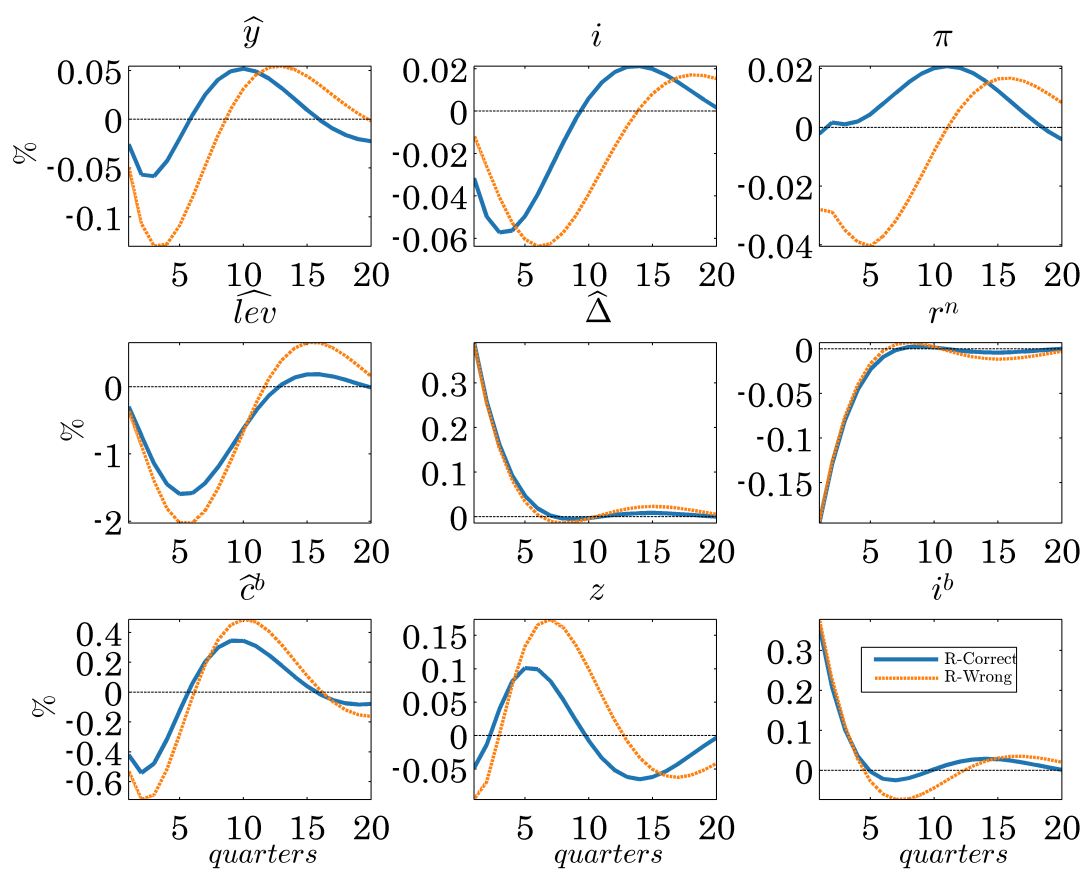 ŷ
i
π
%
0.05
0
-0.05
-0.1
5 10 15 20
0.02
0
-0.02
-0.04
-0.06
5 10 15 20
0.02
0
-0.02
-0.04
5 10 15 20
l̂ev
Δ̂
rⁿ
%
0
-1
-2
5 10 15 20
0.3
0.2
0.1
0
5 10 15 20
0
-0.05
-0.1
-0.15
5 10 15 20
ĉᵇ
z
iᵇ
%
0.4
0.2
0
-0.2
-0.4
-0.6
5 10 15 20
quarters
0.15
0.1
0.05
0
-0.05
5 10 15 20
quarters
0.3
0.2
0.1
0
R-Correct
R-Wrong
5 10 15 20
quarters